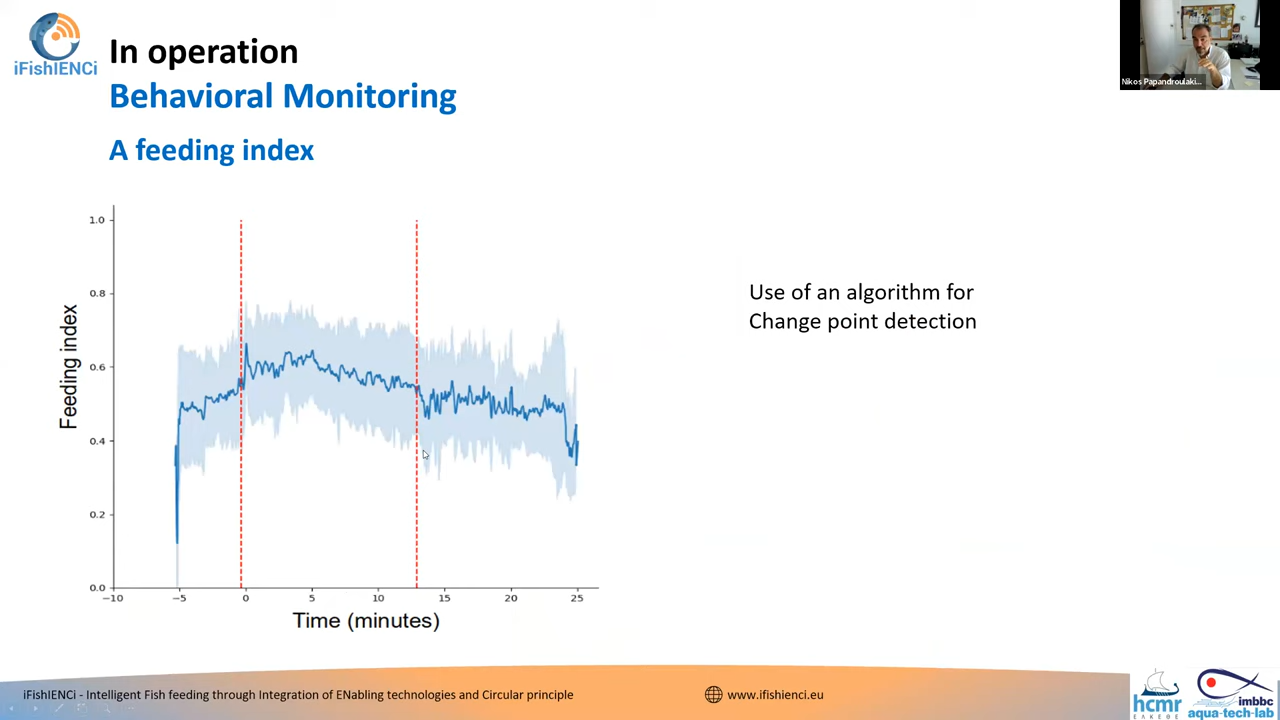 iFishIENCi
In operation
Behavioral Monitoring
A feeding index
Nikos Papandroulaki...
1.0
0.8
0.6
0.4
0.2
0.0
Feeding index
−10
−5
0
5
10
15
20
25
Time (minutes)
Use of an algorithm for
Change point detection
iFishIENCi - Intelligent Fish feeding through Integration of ENabling technologies and Circular principle
www.ifishienci.eu
hcmr
ΕΛΚΕΘΕ
imbbc
aqua-tech-lab